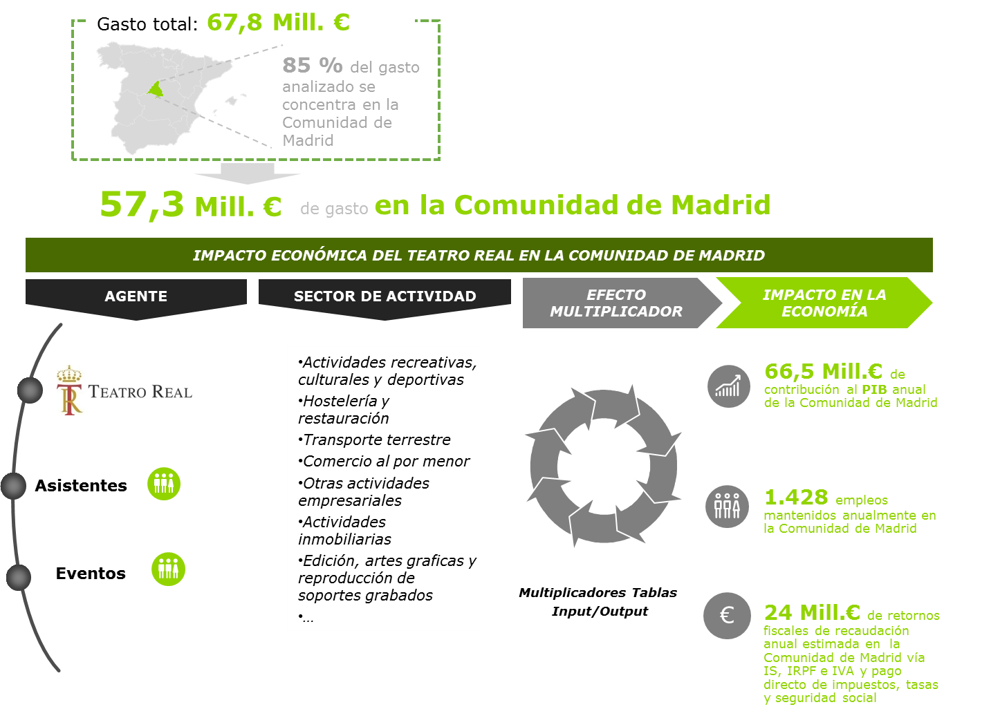 Gasto total: 67,8 Mill. €
85 % del gasto
analizado se
concentra en la
Comunidad de
Madrid
57,3 Mill. € de gasto en la Comunidad de Madrid
IMPACTO ECONÓMICA DEL TEATRO REAL EN LA COMUNIDAD DE MADRID
AGENTE
SECTOR DE ACTIVIDAD
EFECTO
MULTIPLICADOR
IMPACTO EN LA
ECONOMÍA
TR TEATRO REAL
Asistentes
Eventos
•Actividades recreativas,
culturales y deportivas
•Hostelería y
restauración
•Transporte terrestre
•Comercio al por menor
•Otras actividades
empresariales
•Actividades
inmobiliarias
•Edición, artes graficas y
reproducción de
soportes grabados
•…
Multiplicadores Tablas
Input/Output
66,5 Mill.€ de
contribución al PIB anual
de la Comunidad de Madrid
1.428 empleos
mantenidos anualmente en
la Comunidad de Madrid
€
24 Mill.€ de retornos
fiscales de recaudación
anual estimada en la
Comunidad de Madrid vía
IS, IRPF e IVA y pago
directo de impuestos, tasas
y seguridad social